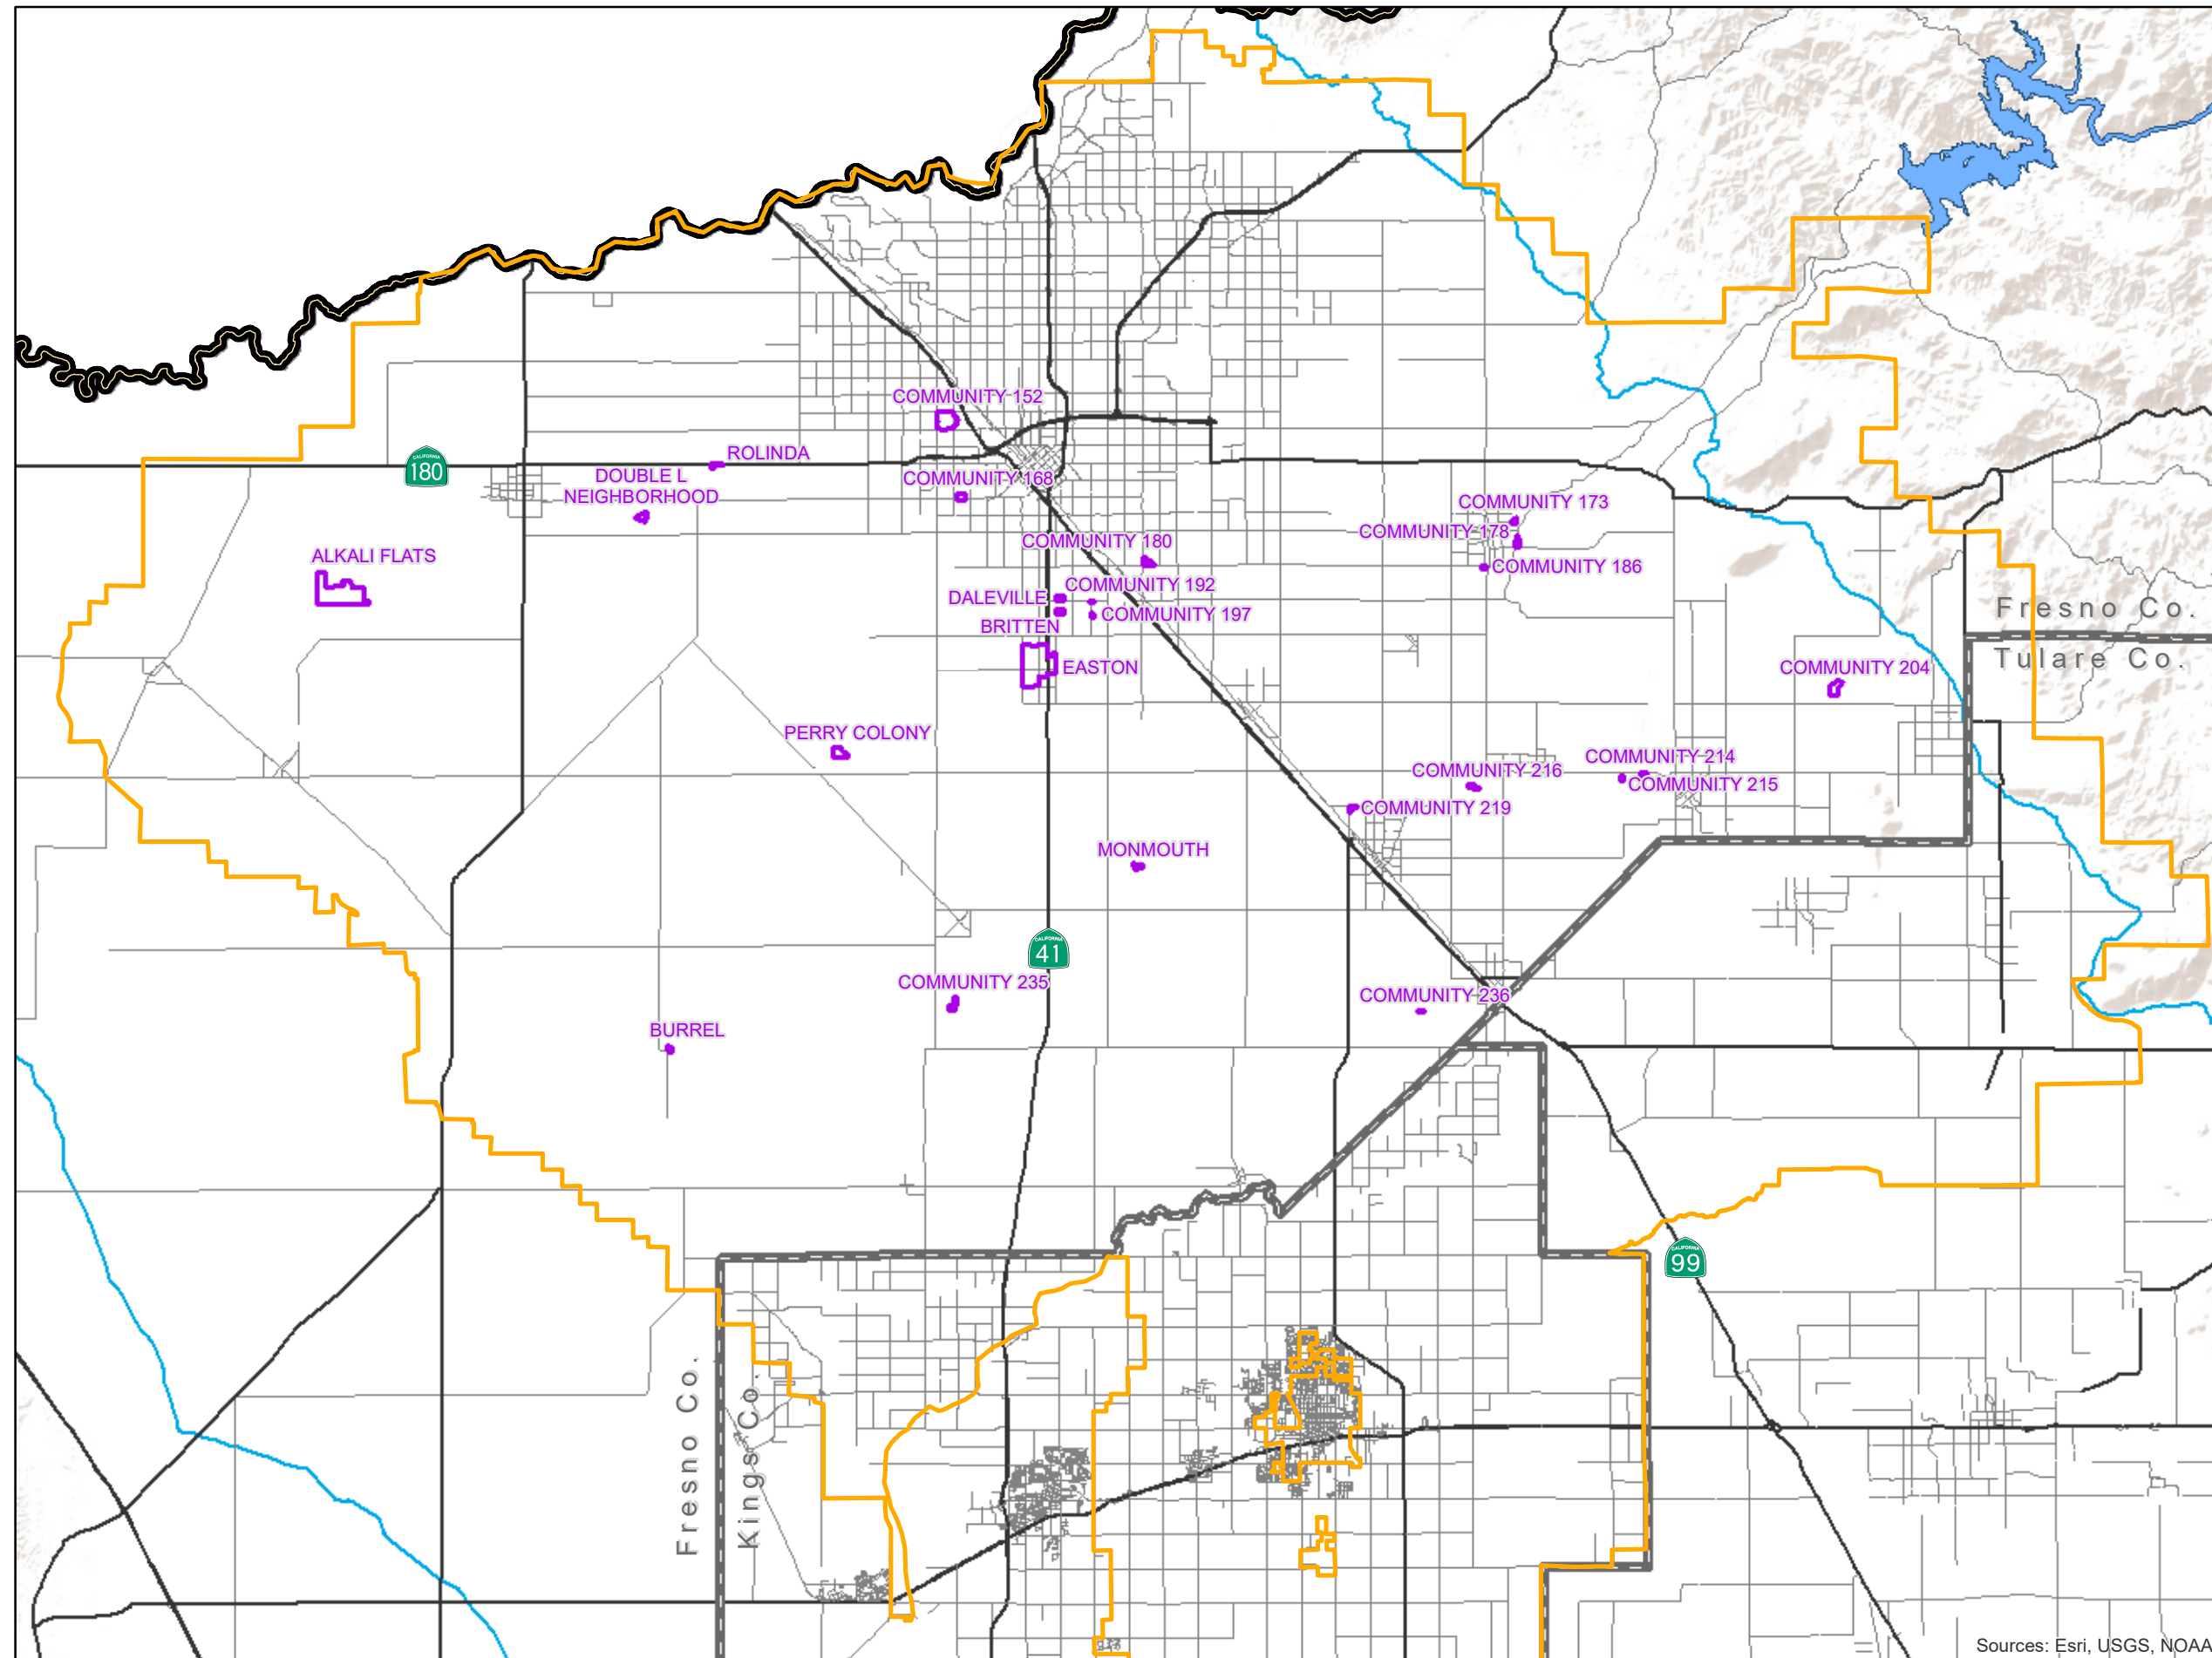 COMMUNITY 152
ROLINDA
CALIFORNIA
180
DOUBLE L
NEIGHBORHOOD
COMMUNITY 168
COMMUNITY 173
COMMUNITY 178
COMMUNITY 180
ALKALI FLATS
COMMUNITY 186
COMMUNITY 192
DALEVILLE
COMMUNITY 197
BRITTEN
Fresno Co.
Tulare Co.
EASTON
COMMUNITY 204
PERRY COLONY
COMMUNITY 214
COMMUNITY 216
COMMUNITY 215
COMMUNITY 219
MONMOUTH
CALIFORNIA
41
COMMUNITY 235
COMMUNITY 236
BURREL
CALIFORNIA
99
Fresno Co.
Kings Co.
Sources: Esri, USGS, NOAA